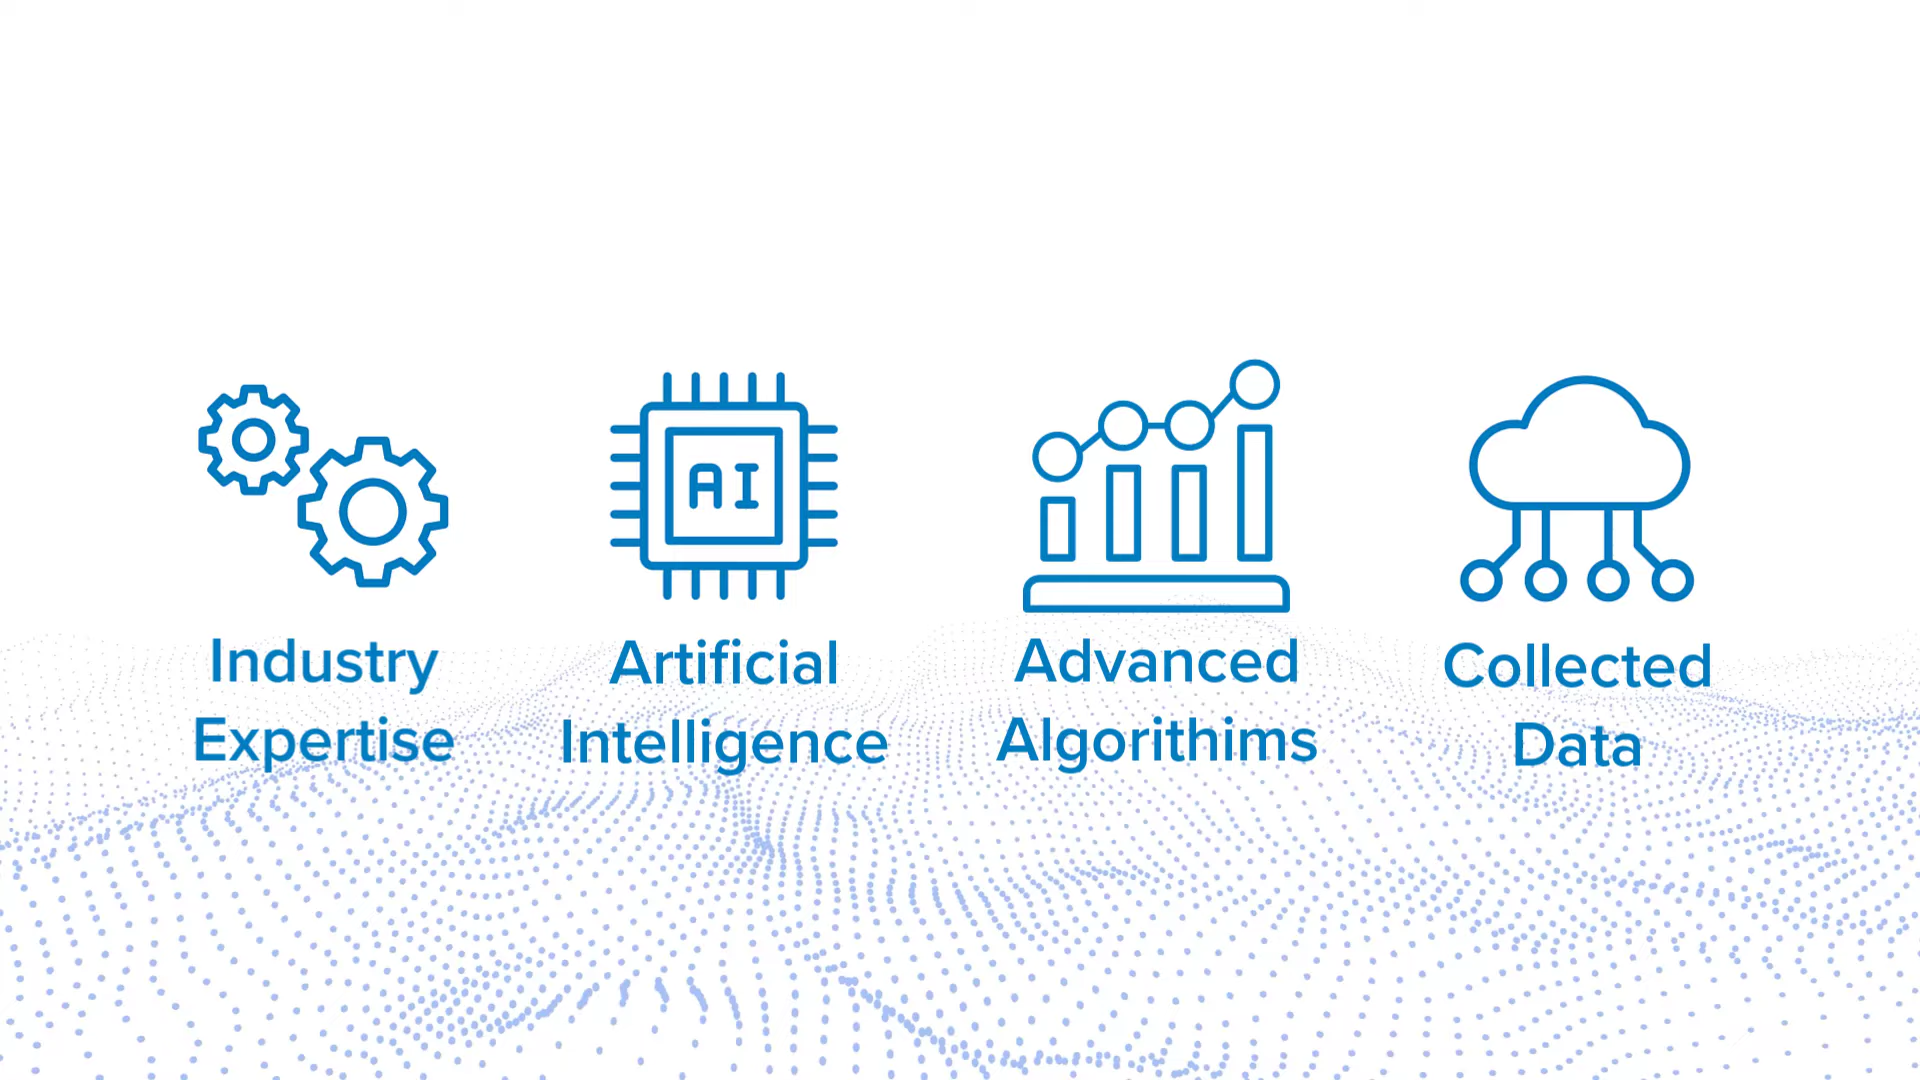 AI
Industry
Expertise
Artificial
Intelligence
Advanced
Algorithims
Collected
Data